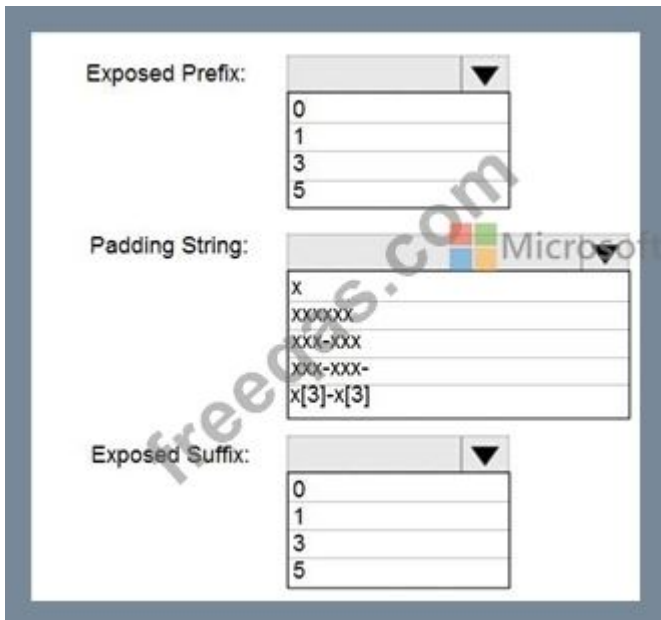 Exposed Prefix:
0
1
3
5
Padding String:
Microsoft
x
xxxxxx
xxx-xxx
xxx-xxx-
x[3]-x[3]
Exposed Suffix:
0
1
3
5
freeqas.com